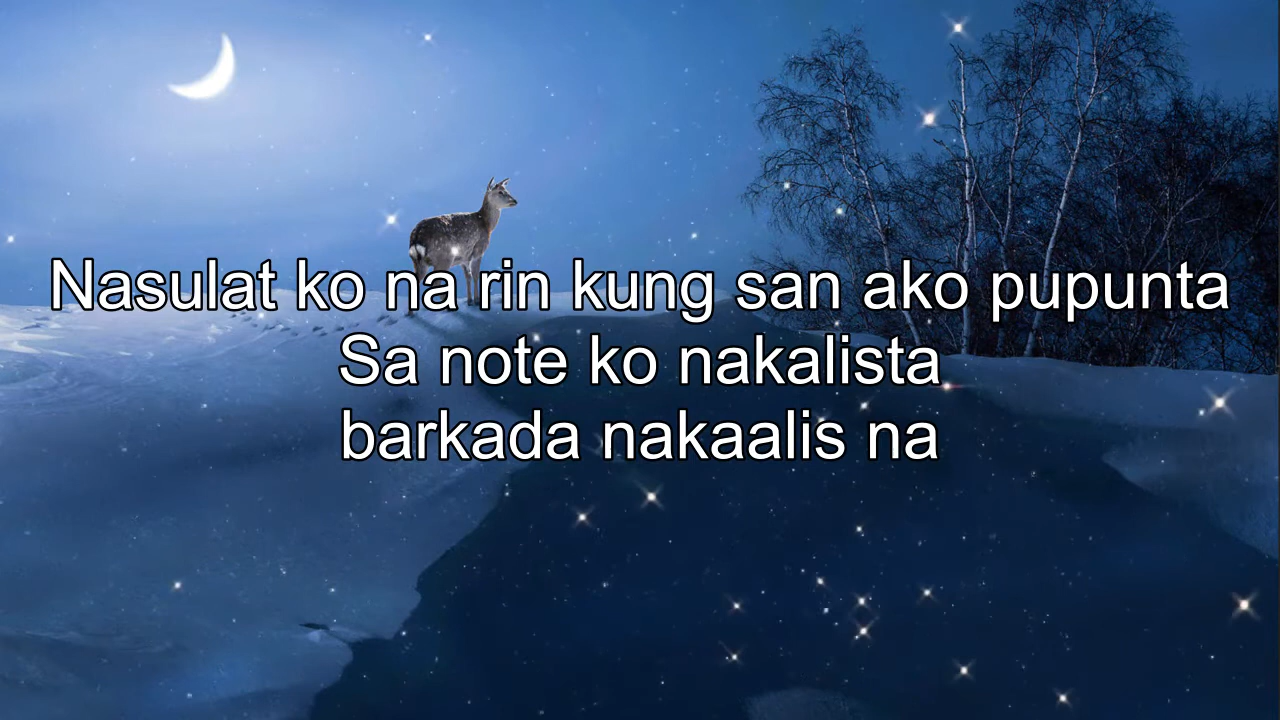 Nasulat ko na rin kung san ako pupunta
Sa note ko nakalista
barkada nakaalis na